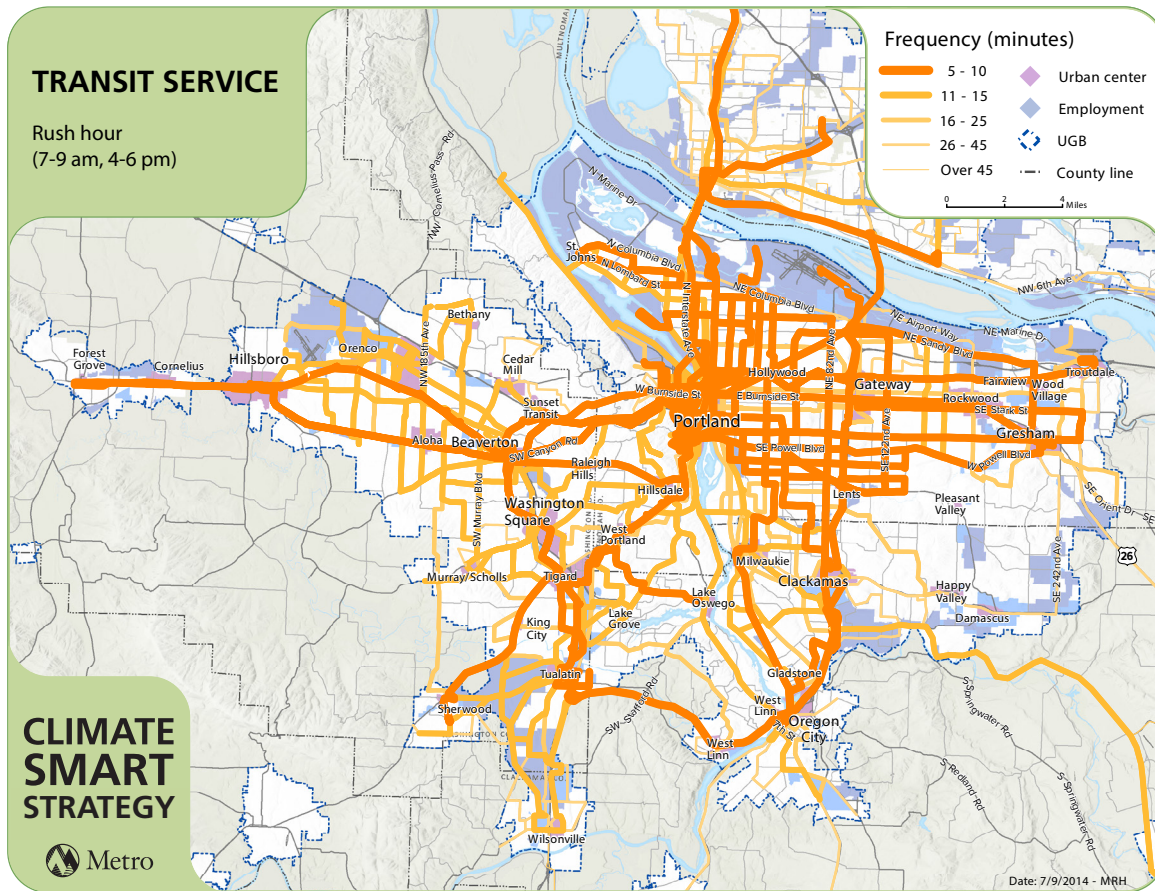 TRANSIT SERVICE
Rush hour
(7-9 am, 4-6 pm)
Frequency (minutes)
5 - 10
11 - 15
16 - 25
26 - 45
Over 45
Urban center
Employment
UGB
County line
0 2 4 Miles
NW Cornelius Pass Rd
N Marine Dr
St.
Johns
N Columbia Blvd
N Lombard St
N Interstate Ave
NE Columbia Blvd
NW 6th Ave
NE Airport Way
NE Marine Dr
NE Sandy Blvd
NE 82nd Ave
Bethany
NW 185th Ave
Orenco
Hillsboro
Forest
Grove
Cornelius
Cedar
Mill
Sunset
Transit
Hollywood
Gateway
Fairview
Troutdale
Wood
Village
Rockwood
W Burnside St
E Burnside St
SE Stark St
Portland
Gresham
Aloha
Beaverton
SW Canyon Rd
SE Powell Blvd
SE 122nd Ave
W Powell Blvd
Raleigh
Hills
Hillsdale
Lents
SW Murray Blvd
Washington
Square
Pleasant
Valley
SE Orient Dr
SE
West
Portland
26
Milwaukie
Murray/Scholls
Tigard
Clackamas
SE 242nd Ave
Lake
Oswego
Happy
Valley
Damascus
Lake
Grove
King
City
Tualatin
Gladstone
SW Stafford Rd
S Springwater Rd
Sherwood
West
Linn
Oregon
City
7th St
West
Linn
S Redland Rd
S Springwater Rd
Wilsonville
CLIMATE
SMART
STRATEGY
Metro
Date: 7/9/2014 - MRH